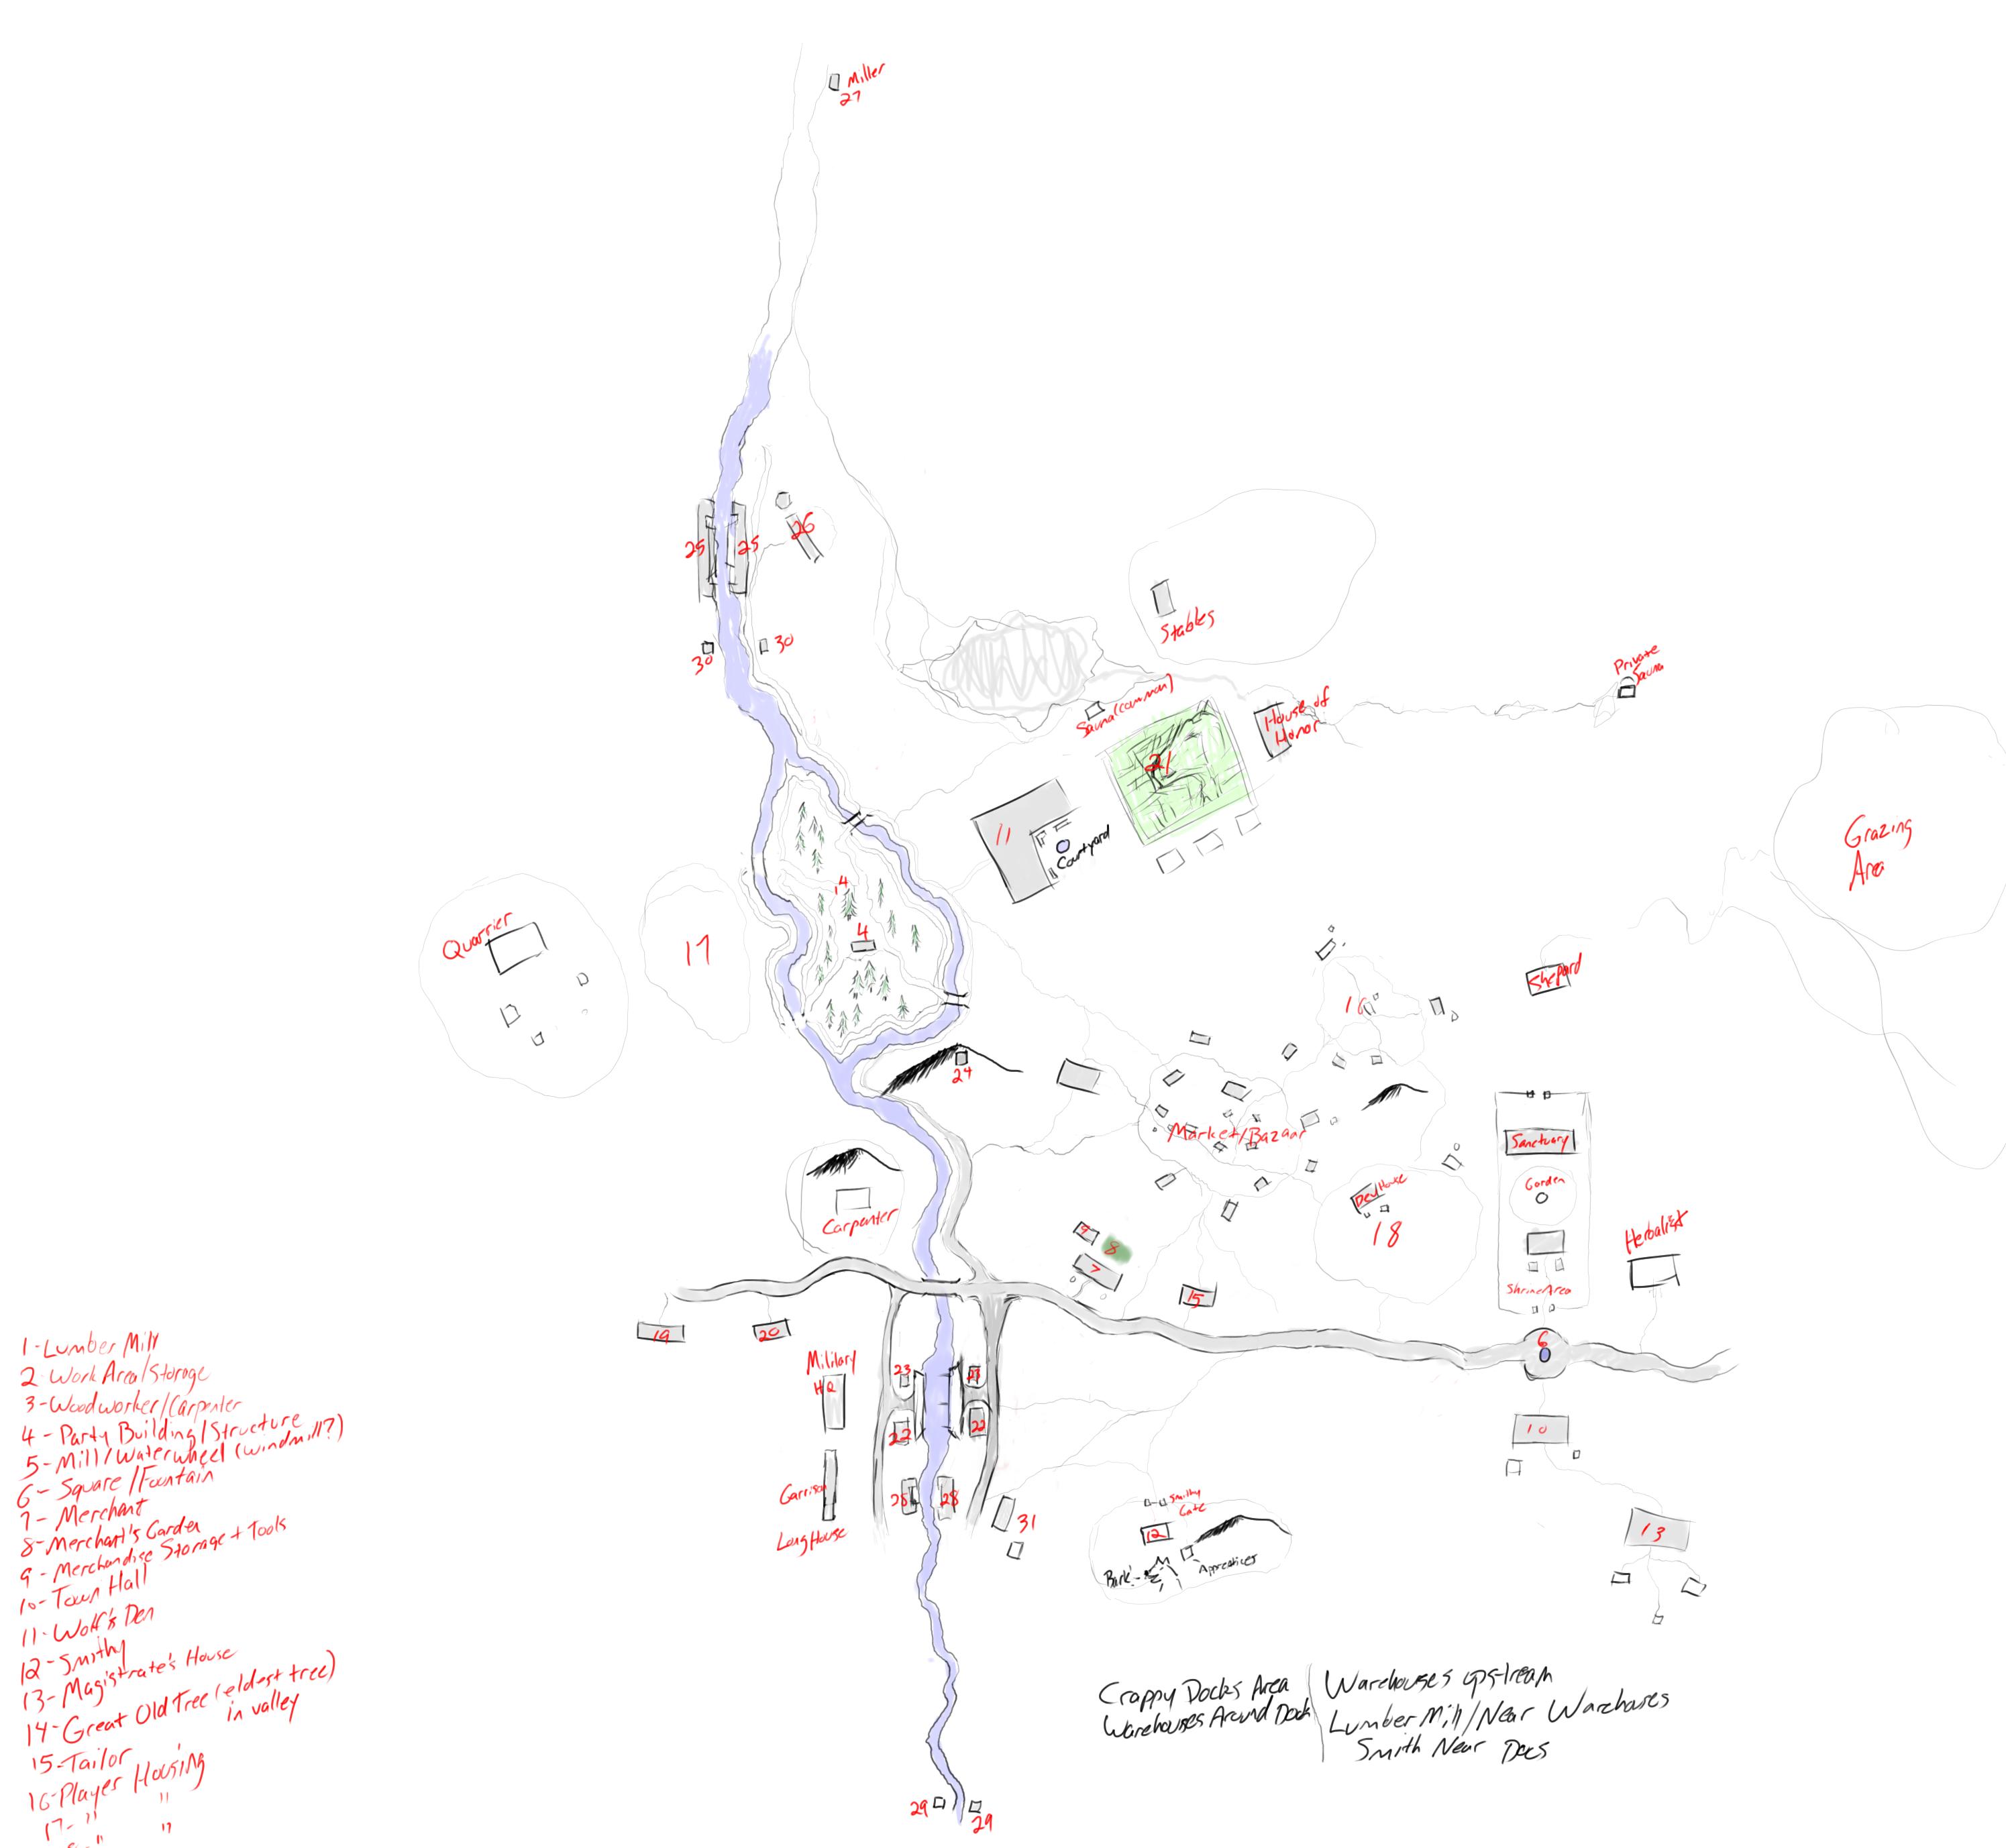 Miller
27
26
25
25
30
30
Stables
Private
Sauna
Sauna (common)
House of
Honor
21
11
Courtyard
Grazing
Area
14
4
17
Quarrier
Shepard
16
24
Market/Bazaar
Sanctuary
Garden
Dev House
18
Carpenter
Herbalist
9
8
7
15
Shrine Area
6
19
20
Military
HQ
23
23
22
22
10
Garrison
28
28
Long House
31
Smithy
Gate
12
Bark!
Apprentices
13
29
29
1-Lumber Mill
2-Work Area/Storage
3-Woodworker/Carpenter
4-Party Building/Structure
5-Mill/Waterwheel (windmill?)
6-Square/Fountain
7-Merchant
8-Merchant's Garden
9-Merchandise Storage + Tools
10-Town Hall
11-Wolf's Den
12-Smithy
13-Magistrate's House
14-Great Old Tree (eldest tree)
in valley
15-Tailor
16-Player Housing
17- " "
" "
Crappy Docks Area
Warehouses Around Dock
Warehouses upstream
Lumber Mill/Near Warehouses
Smith Near Docs